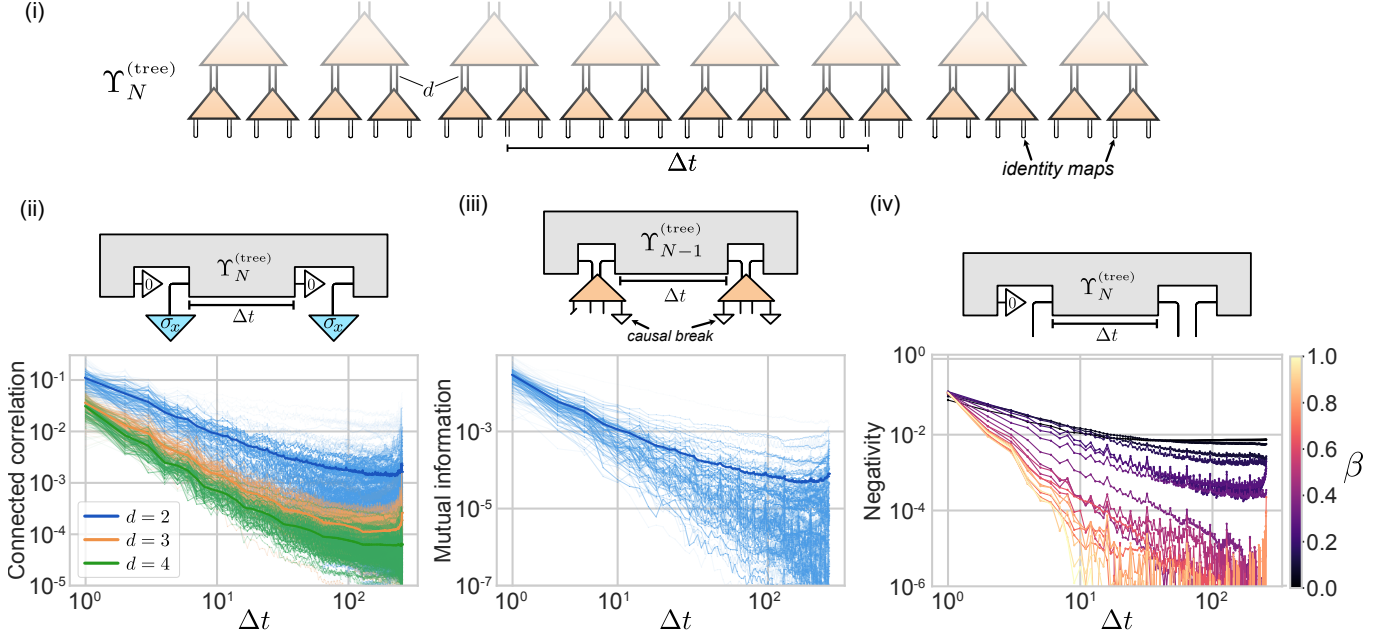 (i)
Υ_N^(tree)
d
Δt
identity maps
(ii)
(iii)
(iv)
Υ_N^(tree)
0
0
Δt
σ_x
σ_x
Υ_{N-1}^(tree)
Δt
causal break
Υ_N^(tree)
0
Δt
Connected correlation
10^-1
10^-2
10^-3
10^-4
10^-5
d = 2
d = 3
d = 4
10^0
10^1
10^2
Δt
Mutual information
10^-3
10^-5
10^-7
10^0
10^1
10^2
Δt
Negativity
10^0
10^-2
10^-4
10^-6
10^0
10^1
10^2
Δt
1.0
0.8
0.6
0.4
0.2
0.0
β